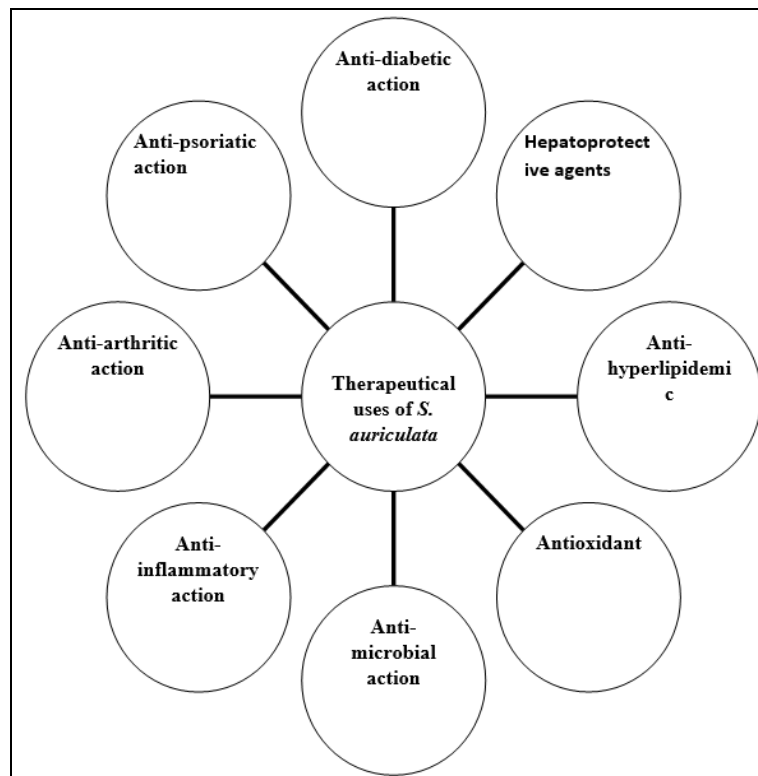 Anti-diabetic
action
Hepatoprotect
ive agents
Anti-
hyperlipidemi
c
Antioxidant
Anti-
microbial
action
Anti-
inflammatory
action
Anti-arthritic
action
Anti-psoriatic
action
Therapeutical
uses of S.
auriculata